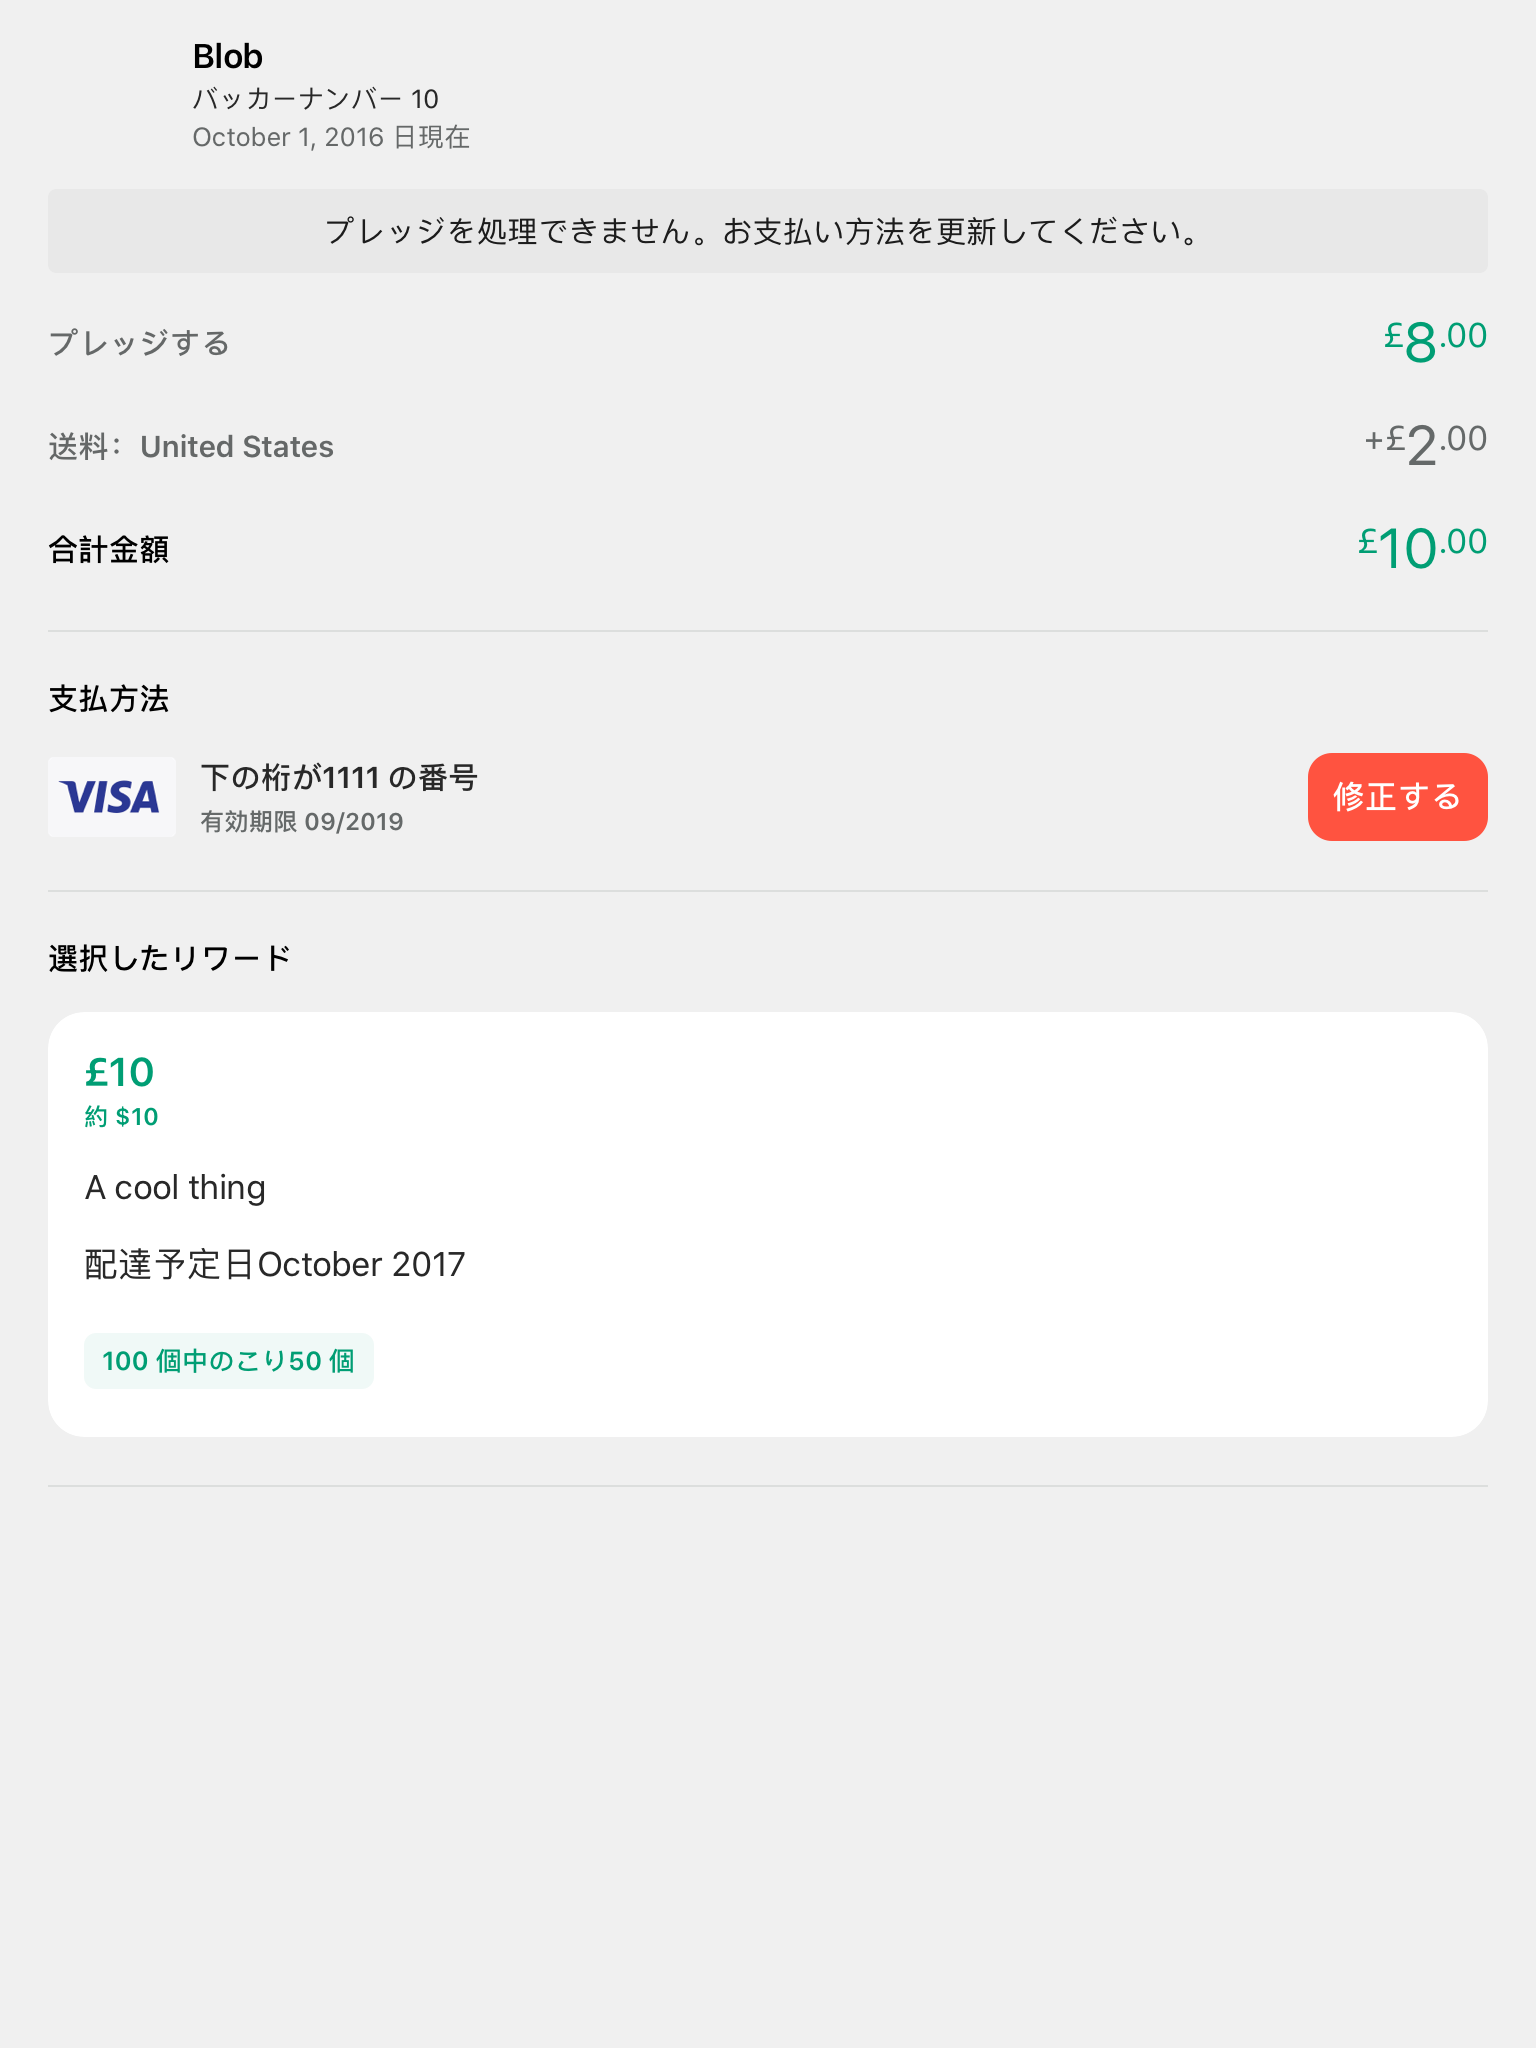 Blob
バッカーナンバー 10
October 1, 2016 日現在
プレッジを処理できません。お支払い方法を更新してください。
プレッジする
£8.00
送料： United States
+£2.00
合計金額
£10.00
支払方法
VISA
下の桁が1111 の番号
有効期限 09/2019
修正する
選択したリワード
£10
約 $10
A cool thing
配達予定日October 2017
100 個中のこり50 個